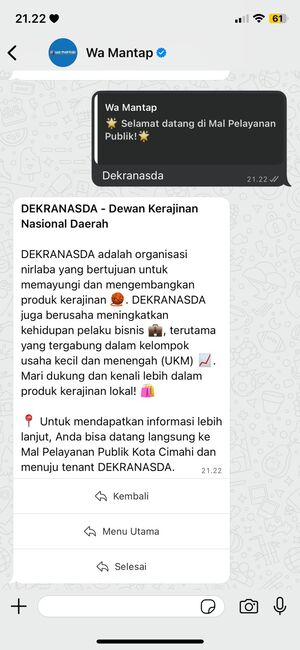 21.22
61
Wa Mantap
Wa Mantap
🌟 Selamat datang di Mal Pelayanan
Publik!🌟
Dekranasda
21.22
DEKRANASDA - Dewan Kerajinan
Nasional Daerah
DEKRANASDA adalah organisasi
nirlaba yang bertujuan untuk
memayungi dan mengembangkan
produk kerajinan 🧶. DEKRANASDA
juga berusaha meningkatkan
kehidupan pelaku bisnis 💼, terutama
yang tergabung dalam kelompok
usaha kecil dan menengah (UKM) 📈.
Mari dukung dan kenali lebih dalam
produk kerajinan lokal! 🛍️
📍 Untuk mendapatkan informasi lebih
lanjut, Anda bisa datang langsung ke
Mal Pelayanan Publik Kota Cimahi dan
menuju tenant DEKRANASDA.
21.22
Kembali
Menu Utama
Selesai